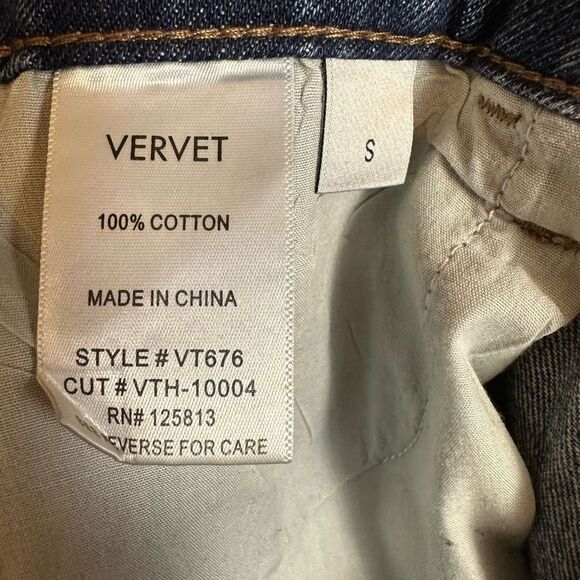 VERVET
100% COTTON
MADE IN CHINA
STYLE # VT676
CUT # VTH-10004
RN# 125813
FOR CARE
S